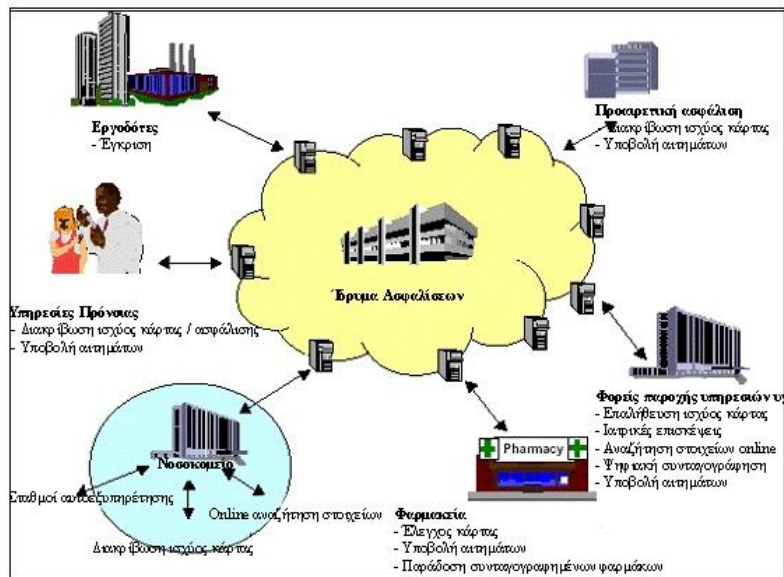 Εργοδότες
- Έγκριση
Προαιρετική ασφάλιση
- Διακρίβωση ισχύος κάρτας
- Υποβολή αιτημάτων
Ίδρυμα Ασφαλίσεων
Υπηρεσίες Πρόνοιας
- Διακρίβωση ισχύος κάρτας / ασφάλισης
- Υποβολή αιτημάτων
Φορείς παροχής υπηρεσιών υγ
- Επαλήθευση ισχύος κάρτας
- Ιατρικές επισκέψεις
- Αναζήτηση στοιχείων online
- Ψηφιακή συνταγογράφηση
- Υποβολή αιτημάτων
Pharmacy
Νοσοκομείο
Σταθμοί αυτοεξυπηρέτησης
Online αναζήτηση στοιχείων
Διακρίβωση ισχύος κάρτας
Φαρμακεία
- Έλεγχος κάρτας
- Υποβολή αιτημάτων
- Παράδοση συνταγογραφημένων φαρμάκων